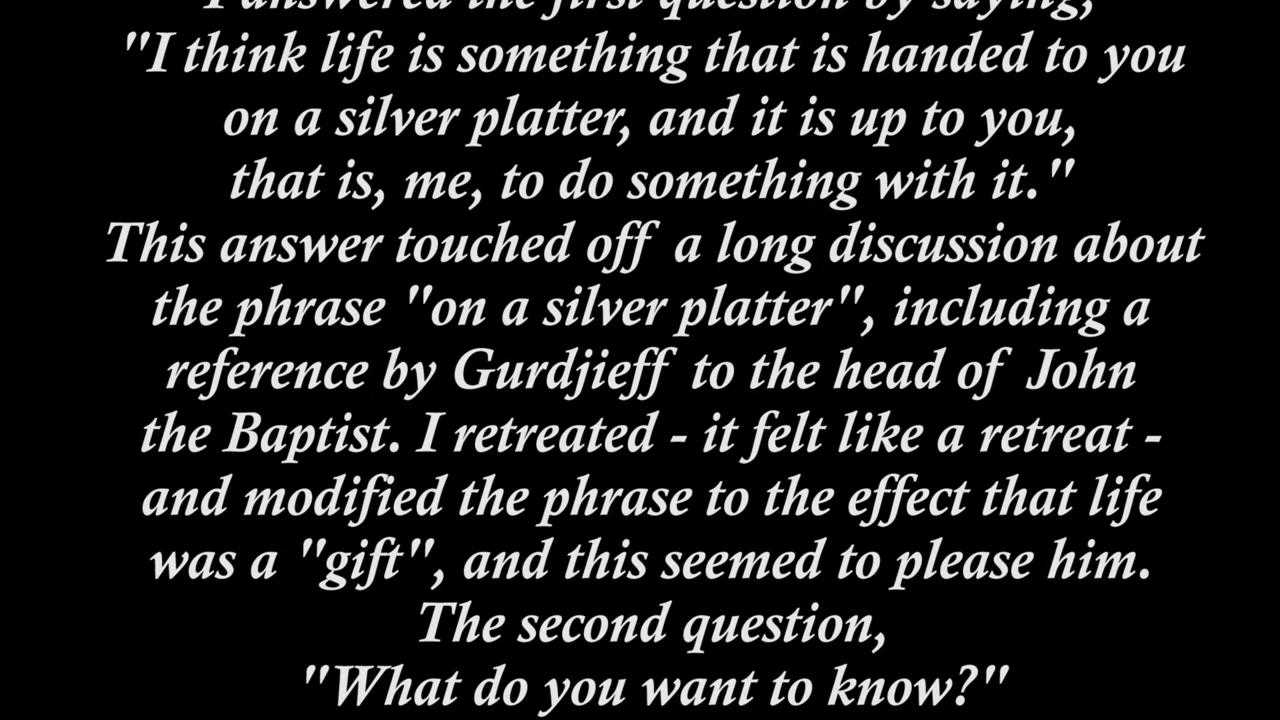 I answered the first question by saying,
"I think life is something that is handed to you
on a silver platter, and it is up to you,
that is, me, to do something with it."
This answer touched off a long discussion about
the phrase "on a silver platter", including a
reference by Gurdjieff to the head of John
the Baptist. I retreated - it felt like a retreat -
and modified the phrase to the effect that life
was a "gift", and this seemed to please him.
The second question,
"What do you want to know?"